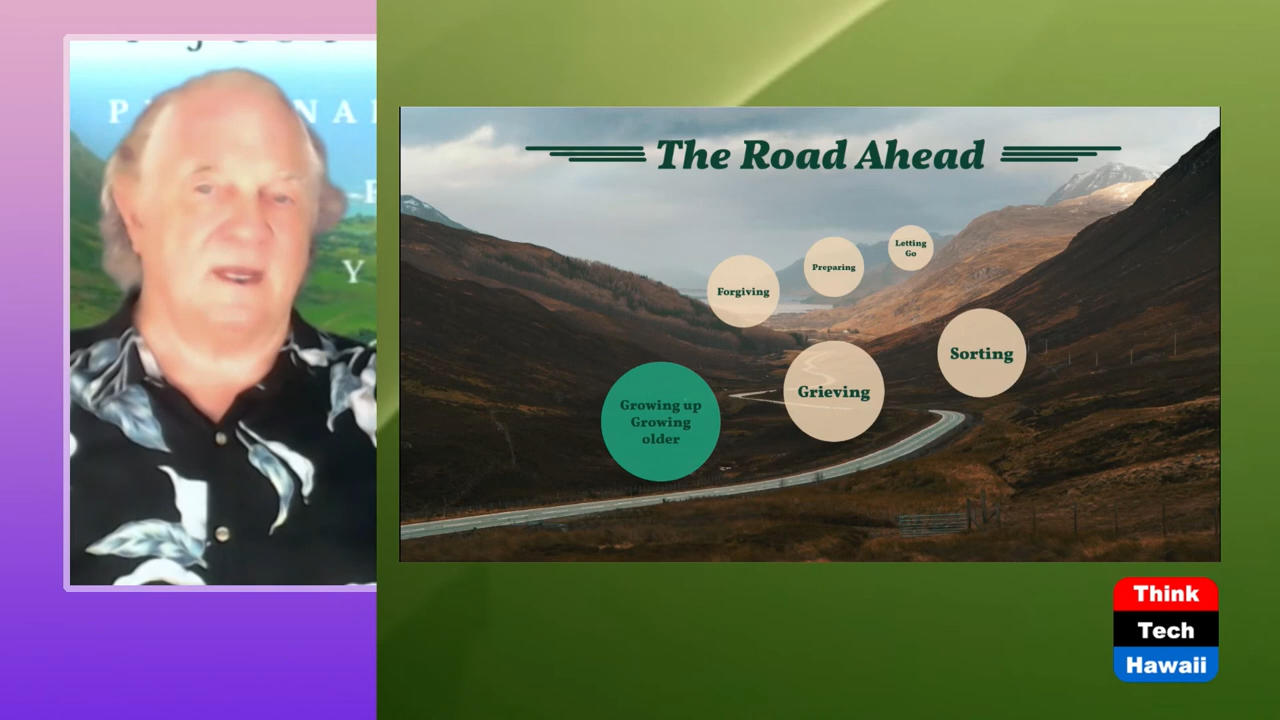 The Road Ahead
Letting
Go
Preparing
Forgiving
Sorting
Grieving
Growing up
Growing
older
Think
Tech
Hawaii